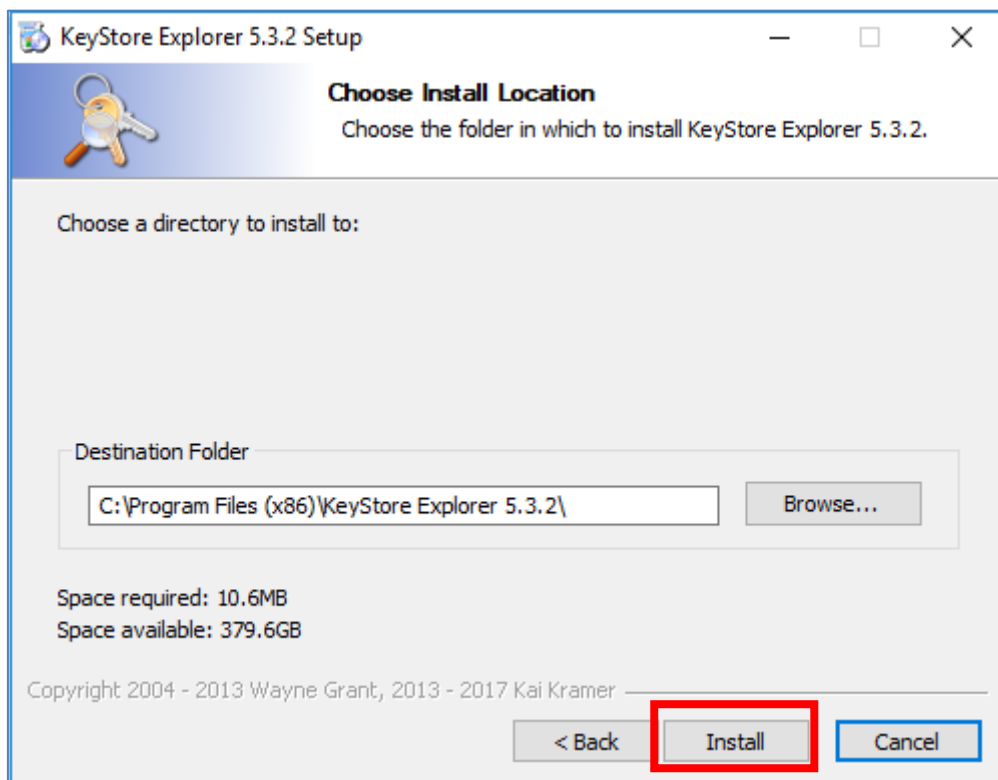 KeyStore Explorer 5.3.2 Setup
Choose Install Location
Choose the folder in which to install KeyStore Explorer 5.3.2.
Choose a directory to install to:
Destination Folder
C:\Program Files (x86)\KeyStore Explorer 5.3.2\
Browse...
Space required: 10.6MB
Space available: 379.6GB
Copyright 2004 - 2013 Wayne Grant, 2013 - 2017 Kai Kramer
< Back
Install
Cancel